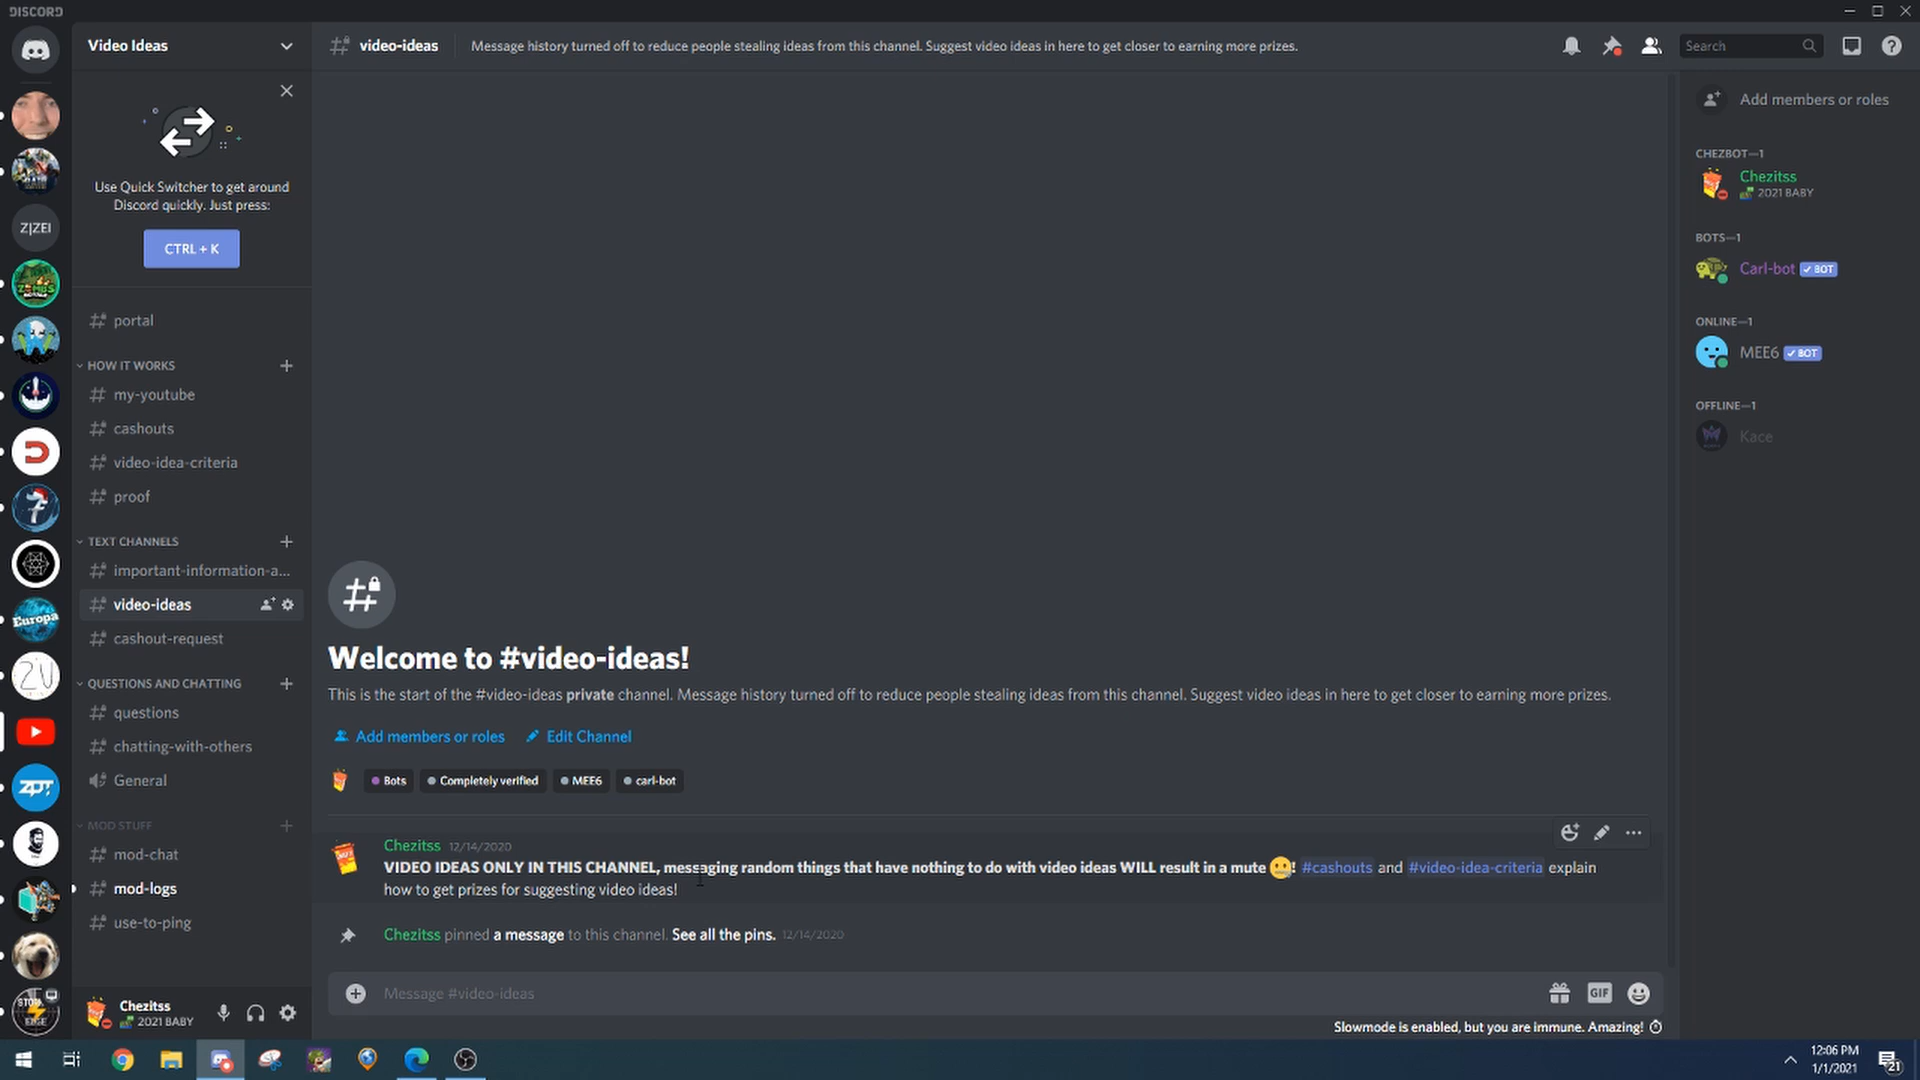 DISCORD
Video Ideas
video-ideas
Message history turned off to reduce people stealing ideas from this channel. Suggest video ideas in here to get closer to earning more prizes.
Search
Use Quick Switcher to get around
Discord quickly. Just press:
CTRL + K
portal
HOW IT WORKS
my-youtube
cashouts
video-idea-criteria
proof
TEXT CHANNELS
important-information-a...
video-ideas
cashout-request
QUESTIONS AND CHATTING
questions
chatting-with-others
General
MOD STUFF
mod-chat
mod-logs
use-to-ping
Chezitss
2021 BABY
Z|ZEI
Europa
ZU
ZPT
Welcome to #video-ideas!
This is the start of the #video-ideas private channel. Message history turned off to reduce people stealing ideas from this channel. Suggest video ideas in here to get closer to earning more prizes.
Add members or roles
Edit Channel
Bots
Completely verified
MEE6
carl-bot
Chezitss 12/14/2020
VIDEO IDEAS ONLY IN THIS CHANNEL, messaging random things that have nothing to do with video ideas WILL result in a mute 🤐! #cashouts and #video-idea-criteria explain
how to get prizes for suggesting video ideas!
Chezitss pinned a message to this channel. See all the pins. 12/14/2020
Message #video-ideas
GIF
Slowmode is enabled, but you are immune. Amazing!
Add members or roles
CHEZBOT—1
Chezitss
2021 BABY
BOTS—1
Carl-bot ✓ BOT
ONLINE—1
MEE6 ✓ BOT
OFFLINE—1
Kace
12:06 PM
1/1/2021
21